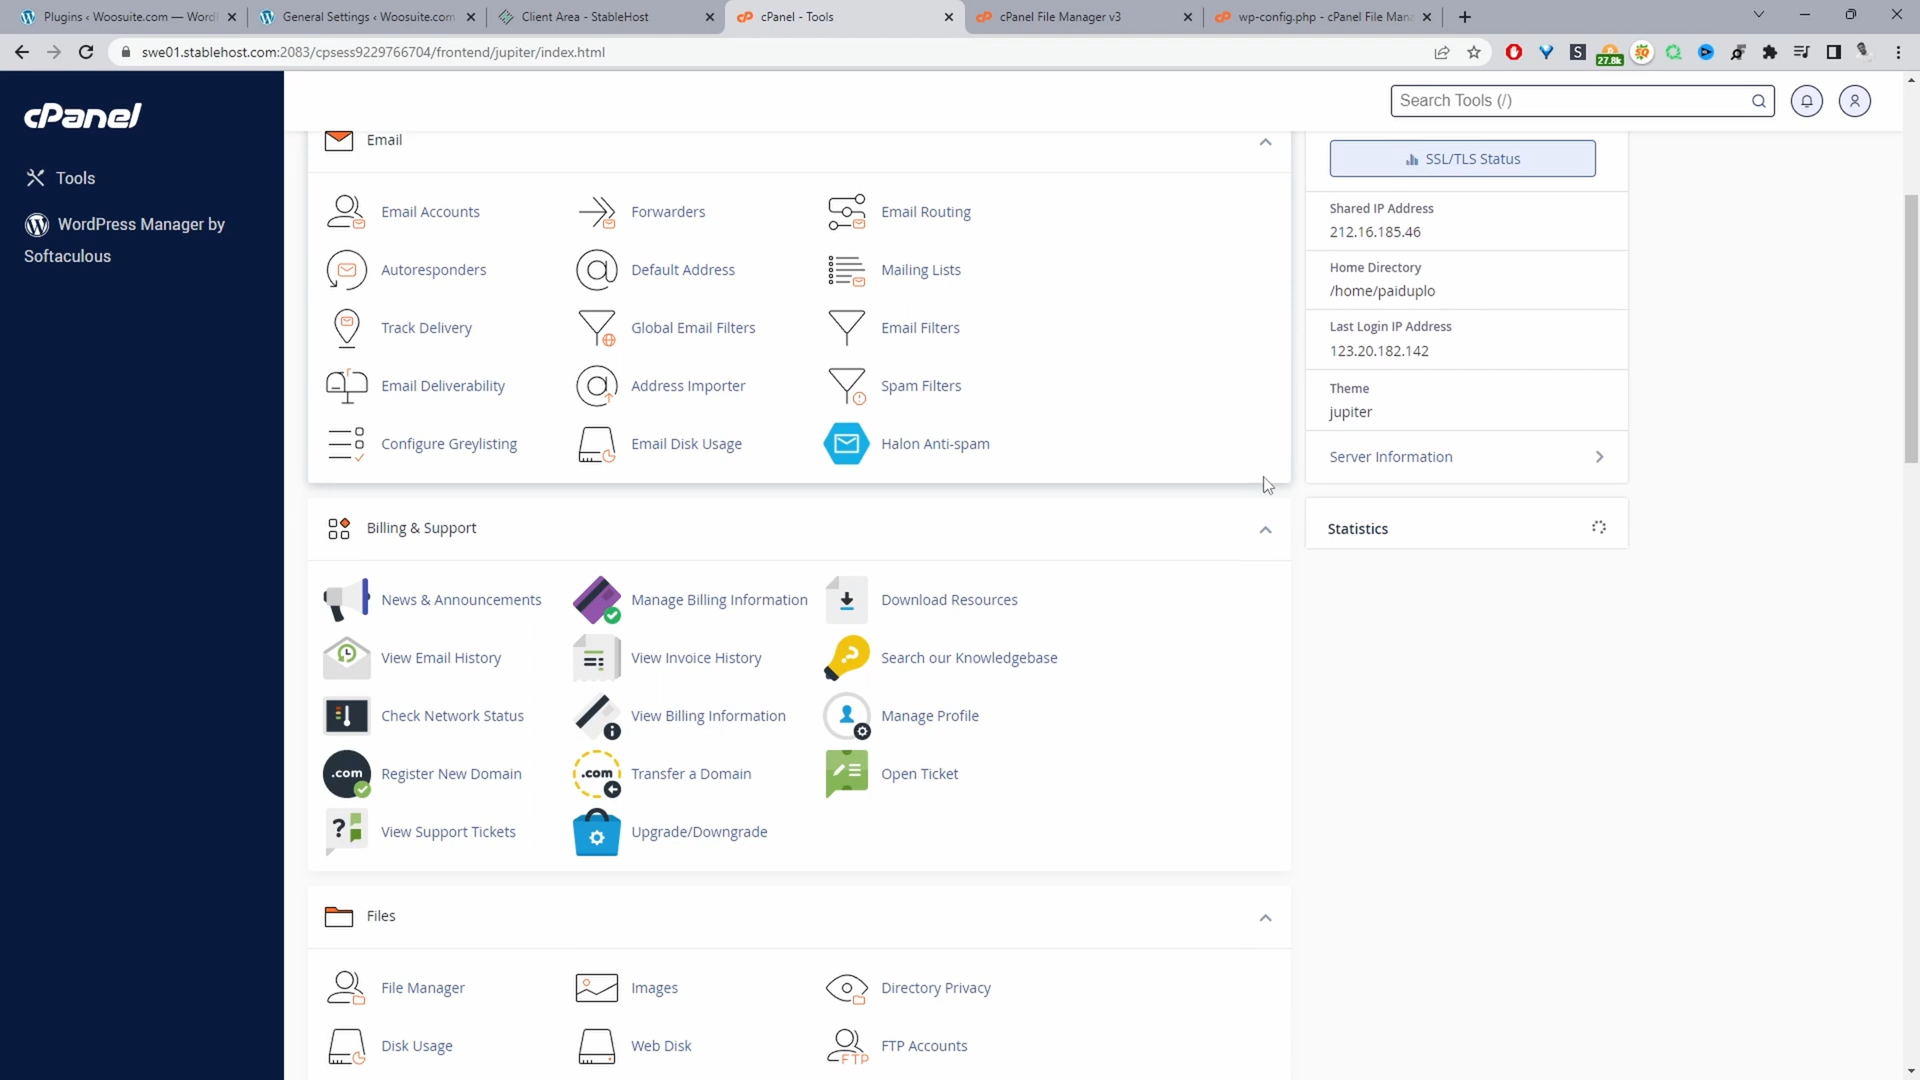 Plugins ‹ Woosuite.com — Word
General Settings ‹ Woosuite.com
Client Area - StableHost
cPanel - Tools
cPanel File Manager v3
wp-config.php - cPanel File Mana
swe01.stablehost.com:2083/cpsess9229766704/frontend/jupiter/index.html
27.8k
cPanel
Search Tools (/)
Tools
WordPress Manager by
Softaculous
Email
Email Accounts
Forwarders
Email Routing
Autoresponders
Default Address
Mailing Lists
Track Delivery
Global Email Filters
Email Filters
Email Deliverability
Address Importer
Spam Filters
Configure Greylisting
Email Disk Usage
Halon Anti-spam
Billing & Support
News & Announcements
Manage Billing Information
Download Resources
View Email History
View Invoice History
Search our Knowledgebase
Check Network Status
View Billing Information
Manage Profile
.com
Register New Domain
.com
Transfer a Domain
Open Ticket
View Support Tickets
Upgrade/Downgrade
Files
File Manager
Images
Directory Privacy
Disk Usage
Web Disk
FTP
FTP Accounts
SSL/TLS Status
Shared IP Address
212.16.185.46
Home Directory
/home/paiduplo
Last Login IP Address
123.20.182.142
Theme
jupiter
Server Information
Statistics